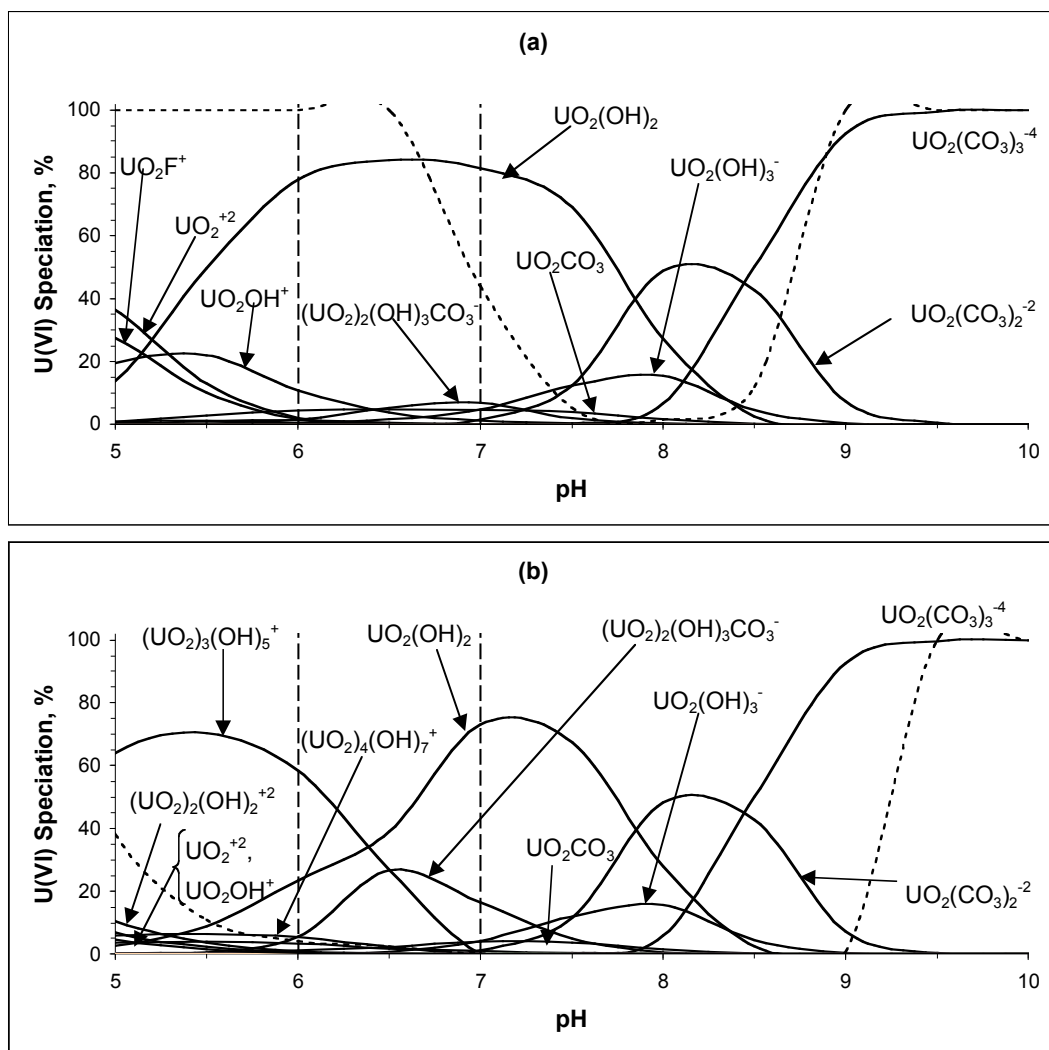 (a)
U(VI) Speciation, %
100
80
60
40
20
0
5
6
7
8
9
10
pH
UO₂F⁺
UO₂⁺²
UO₂OH⁺
(UO₂)₂(OH)₃CO₃⁻
UO₂(OH)₂
UO₂CO₃
UO₂(OH)₃⁻
UO₂(CO₃)₃⁻⁴
UO₂(CO₃)₂⁻²
(b)
U(VI) Speciation, %
100
80
60
40
20
0
5
6
7
8
9
10
pH
(UO₂)₃(OH)₅⁺
(UO₂)₂(OH)₂⁺²
UO₂⁺²,
UO₂OH⁺
(UO₂)₄(OH)₇⁺
UO₂(OH)₂
(UO₂)₂(OH)₃CO₃⁻
UO₂CO₃
UO₂(OH)₃⁻
UO₂(CO₃)₃⁻⁴
UO₂(CO₃)₂⁻²